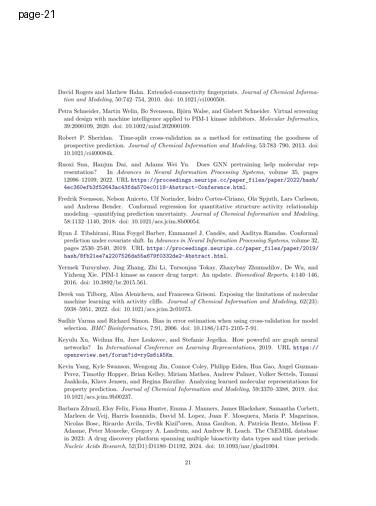 page-21
David Rogers and Mathew Hahn. Extended-connectivity fingerprints. Journal of Chemical Informa-
tion and Modeling, 50:742–754, 2010. doi: 10.1021/ci100050t.
Petra Schneider, Martin Welin, Bo Svensson, Björn Walse, and Gisbert Schneider. Virtual screening
and design with machine intelligence applied to PIM-1 kinase inhibitors. Molecular Informatics,
39:2000109, 2020. doi: 10.1002/minf.202000109.
Robert P. Sheridan. Time-split cross-validation as a method for estimating the goodness of
prospective prediction. Journal of Chemical Information and Modeling, 53:783–790, 2013. doi:
10.1021/ci400084k.
Ruoxi Sun, Hanjun Dai, and Adams Wei Yu. Does GNN pretraining help molecular rep-
resentation? In Advances in Neural Information Processing Systems, volume 35, pages
12096–12109, 2022. URL https://proceedings.neurips.cc/paper_files/paper/2022/hash/
4ec360efb3f52643ac43fda570ec0118-Abstract-Conference.html.
Fredrik Svensson, Natalia Aniceto, Ulf Norinder, Isidro Cortes-Ciriano, Ola Spjuth, Lars Carlsson,
and Andreas Bender. Conformal regression for quantitative structure–activity relationship
modeling—quantifying prediction uncertainty. Journal of Chemical Information and Modeling,
58:1132–1140, 2018. doi: 10.1021/acs.jcim.8b00054.
Ryan J. Tibshirani, Rina Foygel Barber, Emmanuel J. Candès, and Aaditya Ramdas. Conformal
prediction under covariate shift. In Advances in Neural Information Processing Systems, volume 32,
pages 2530–2540, 2019. URL https://proceedings.neurips.cc/paper_files/paper/2019/
hash/8fb21ee7a2207526da55a679f0332de2-Abstract.html.
Yernek Tursynbay, Jing Zhang, Zhi Li, Tursonjan Tokay, Zhaxybay Zhumadilov, De Wu, and
Yisheng Xie. PIM-1 kinase as cancer drug target: An update. Biomedical Reports, 4:140–146,
2016. doi: 10.3892/br.2015.561.
Derek van Tilborg, Alisa Alenicheva, and Francesca Grisoni. Exposing the limitations of molecular
machine learning with activity cliffs. Journal of Chemical Information and Modeling, 62(23):
5938–5951, 2022. doi: 10.1021/acs.jcim.2c01073.
Sudhir Varma and Richard Simon. Bias in error estimation when using cross-validation for model
selection. BMC Bioinformatics, 7:91, 2006. doi: 10.1186/1471-2105-7-91.
Keyulu Xu, Weihua Hu, Jure Leskovec, and Stefanie Jegelka. How powerful are graph neural
networks? In International Conference on Learning Representations, 2019. URL https://
openreview.net/forum?id=ryGs6iA5Km.
Kevin Yang, Kyle Swanson, Wengong Jin, Connor Coley, Philipp Eiden, Hua Gao, Angel Guzman-
Perez, Timothy Hopper, Brian Kelley, Miriam Mathea, Andrew Palmer, Volker Settels, Tommi
Jaakkola, Klavs Jensen, and Regina Barzilay. Analyzing learned molecular representations for
property prediction. Journal of Chemical Information and Modeling, 59:3370–3388, 2019. doi:
10.1021/acs.jcim.9b00237.
Barbara Zdrazil, Eloy Felix, Fiona Hunter, Emma J. Manners, James Blackshaw, Samantha Corbett,
Marleen de Veij, Harris Ioannidis, David M. Lopez, Juan F. Mosquera, Maria P. Magarinos,
Nicolas Bosc, Ricardo Arcila, Tevfik Kizil"oren, Anna Gaulton, A. Patrícia Bento, Melissa F.
Adasme, Peter Monecke, Gregory A. Landrum, and Andrew R. Leach. The ChEMBL database
in 2023: A drug discovery platform spanning multiple bioactivity data types and time periods.
Nucleic Acids Research, 52(D1):D1180–D1192, 2024. doi: 10.1093/nar/gkad1004.
21